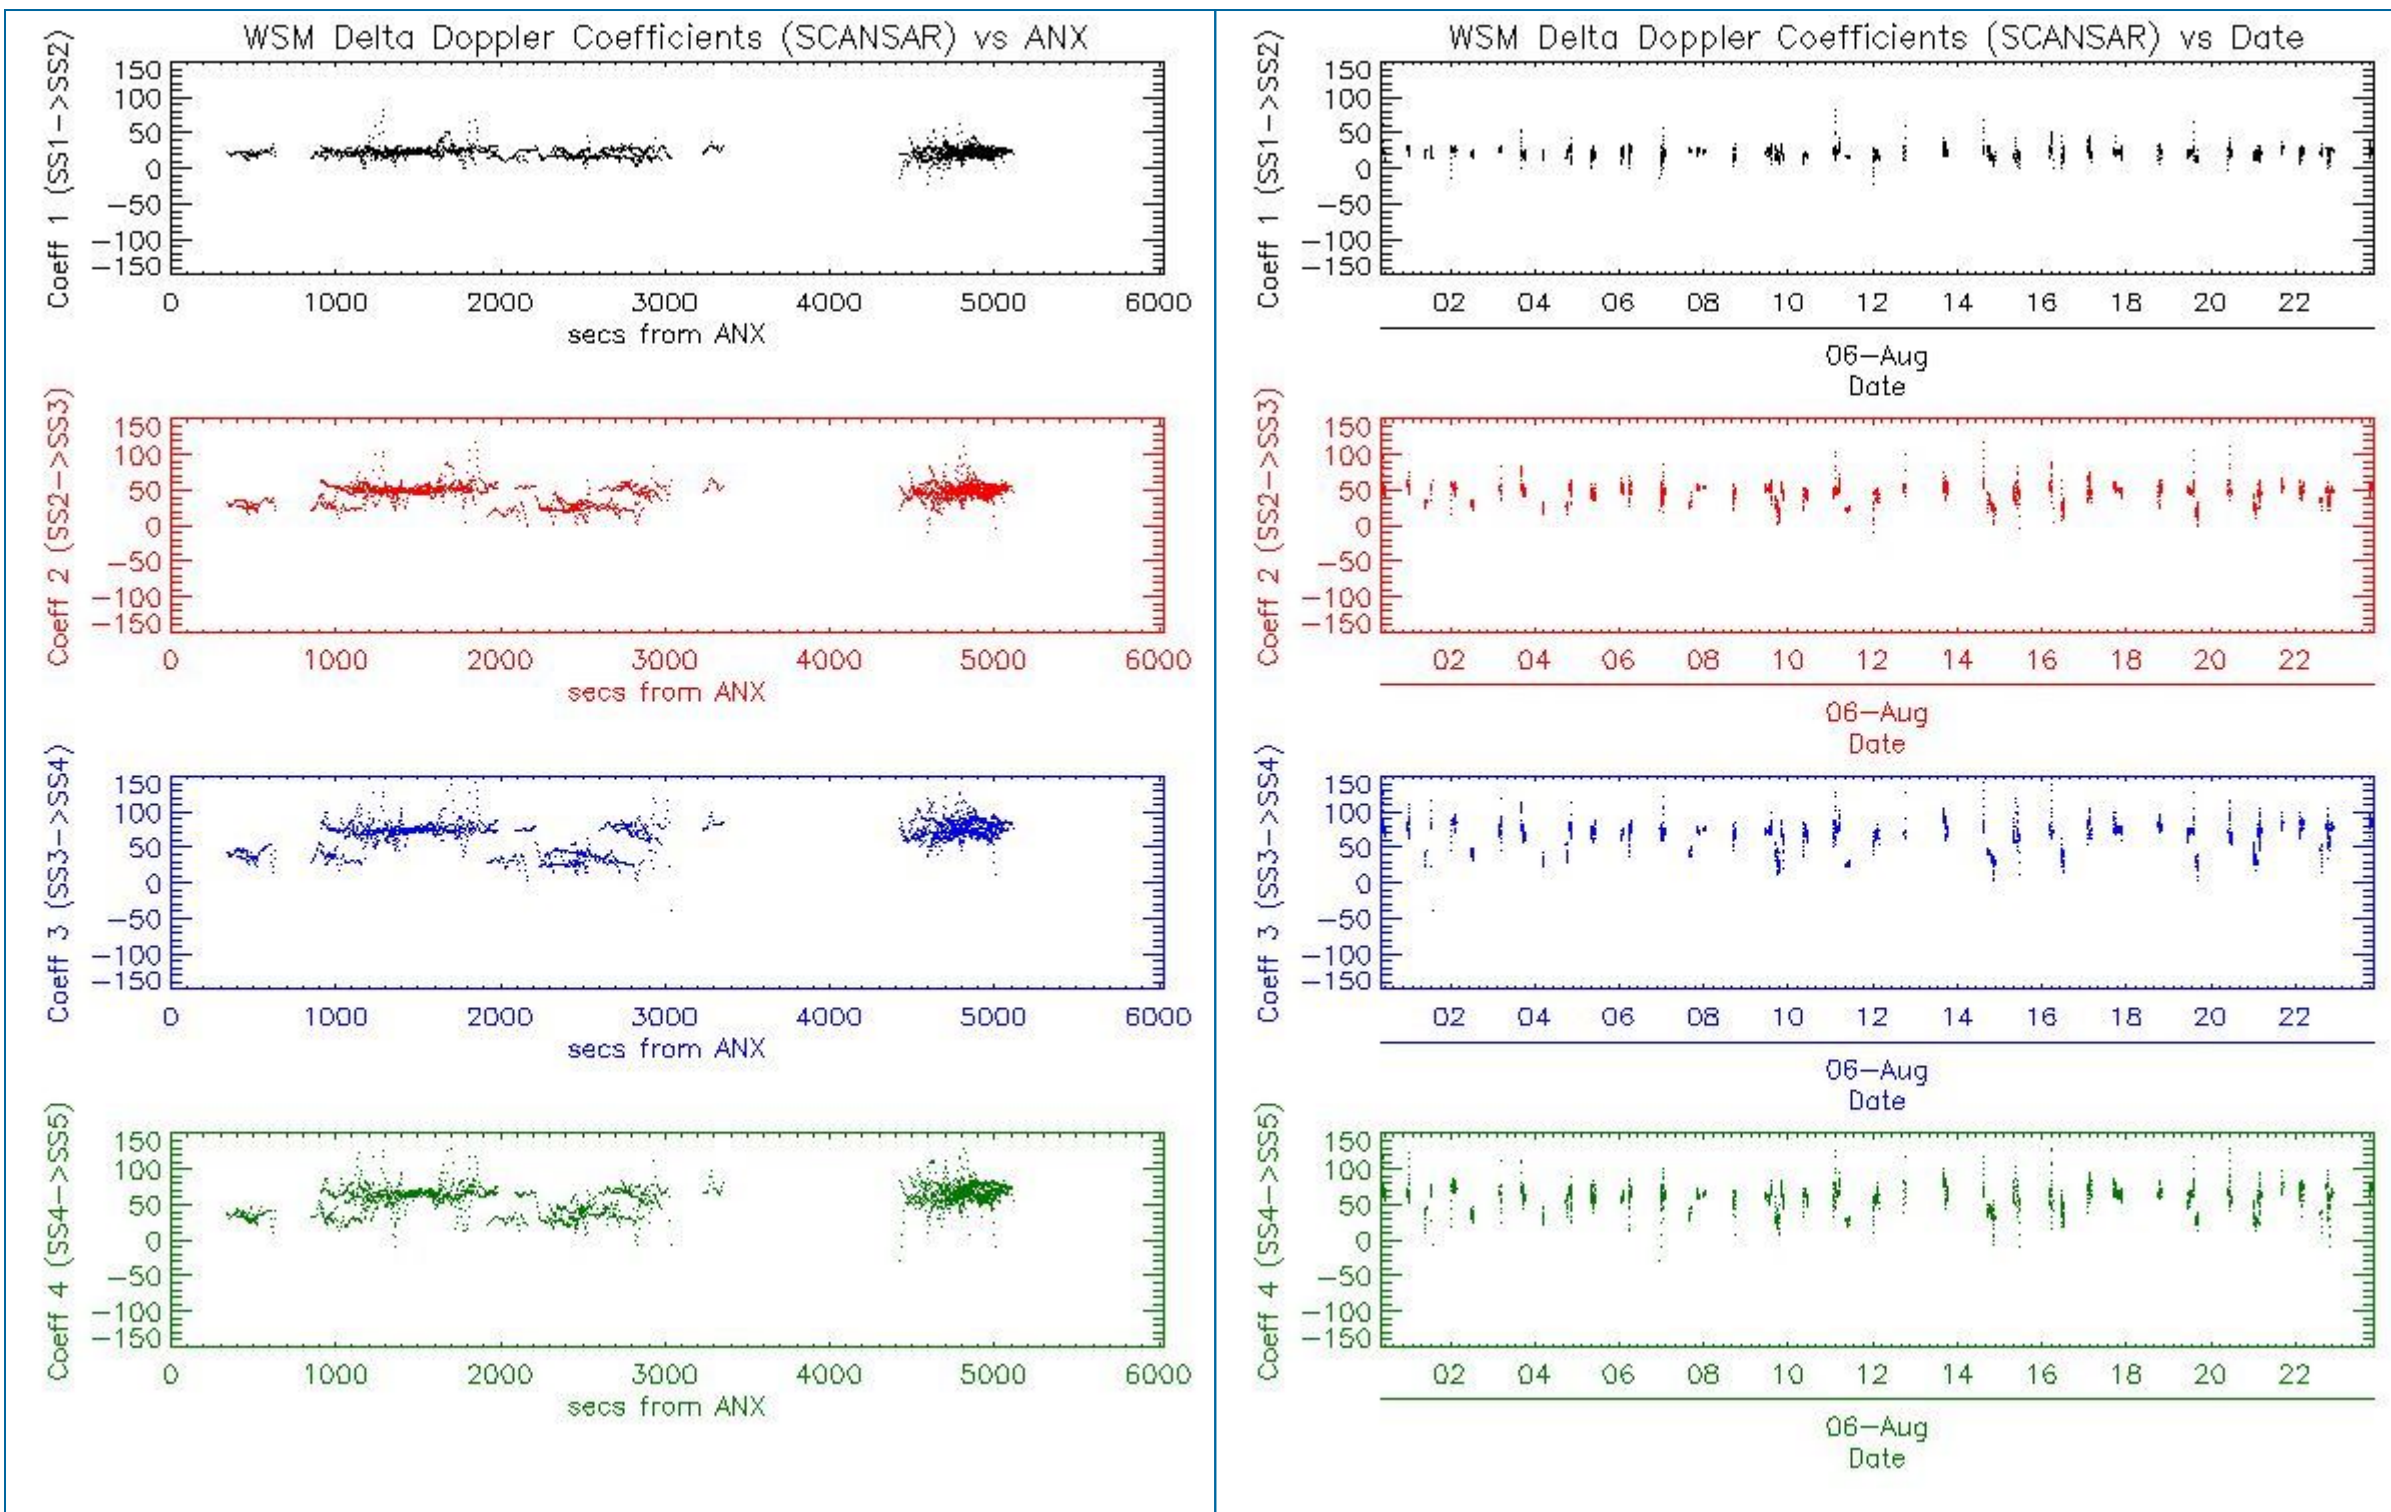 WSM Delta Doppler Coefficients (SCANSAR) vs ANX
Coeff 1 (SS1->SS2)
150
100
50
0
-50
-100
-150
0 1000 2000 3000 4000 5000 6000
secs from ANX
Coeff 2 (SS2->SS3)
150
100
50
0
-50
-100
-150
0 1000 2000 3000 4000 5000 6000
secs from ANX
Coeff 3 (SS3->SS4)
150
100
50
0
-50
-100
-150
0 1000 2000 3000 4000 5000 6000
secs from ANX
Coeff 4 (SS4->SS5)
150
100
50
0
-50
-100
-150
0 1000 2000 3000 4000 5000 6000
secs from ANX
WSM Delta Doppler Coefficients (SCANSAR) vs Date
Coeff 1 (SS1->SS2)
150
100
50
0
-50
-100
-150
02 04 06 08 10 12 14 16 18 20 22
06-Aug
Date
Coeff 2 (SS2->SS3)
150
100
50
0
-50
-100
-150
02 04 06 08 10 12 14 16 18 20 22
06-Aug
Date
Coeff 3 (SS3->SS4)
150
100
50
0
-50
-100
-150
02 04 06 08 10 12 14 16 18 20 22
06-Aug
Date
Coeff 4 (SS4->SS5)
150
100
50
0
-50
-100
-150
02 04 06 08 10 12 14 16 18 20 22
06-Aug
Date